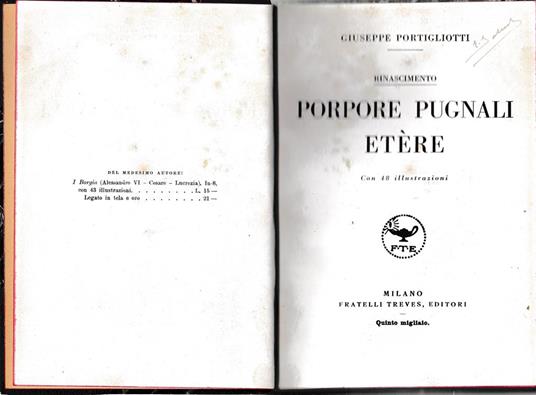 DEL MEDESIMO AUTORE:
I Borgia (Alessandro VI - Cesare - Lucrezia). In-8,
con 43 illustrazioni. . . . . . . . . . L. 15 —
Legato in tela e oro . . . . . . . . . 21 —
GIUSEPPE PORTIGLIOTTI
RINASCIMENTO
PORPORE PUGNALI
ETÈRE
Con 48 illustrazioni
F·T·E
MILANO
FRATELLI TREVES, EDITORI
Quinto migliaio.